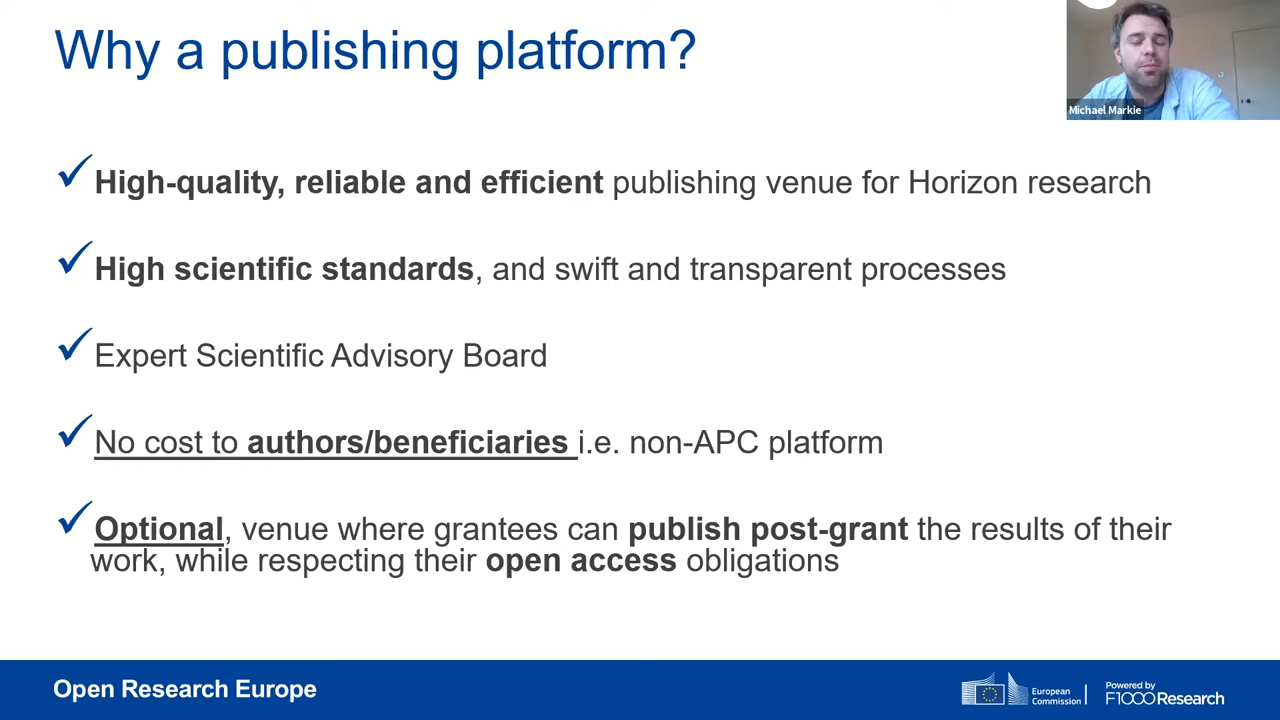 Why a publishing platform?
Michael Markie
High-quality, reliable and efficient publishing venue for Horizon research
High scientific standards, and swift and transparent processes
Expert Scientific Advisory Board
No cost to authors/beneficiaries i.e. non-APC platform
Optional, venue where grantees can publish post-grant the results of their
work, while respecting their open access obligations
Open Research Europe
European
Commission
Powered by
F1000Research